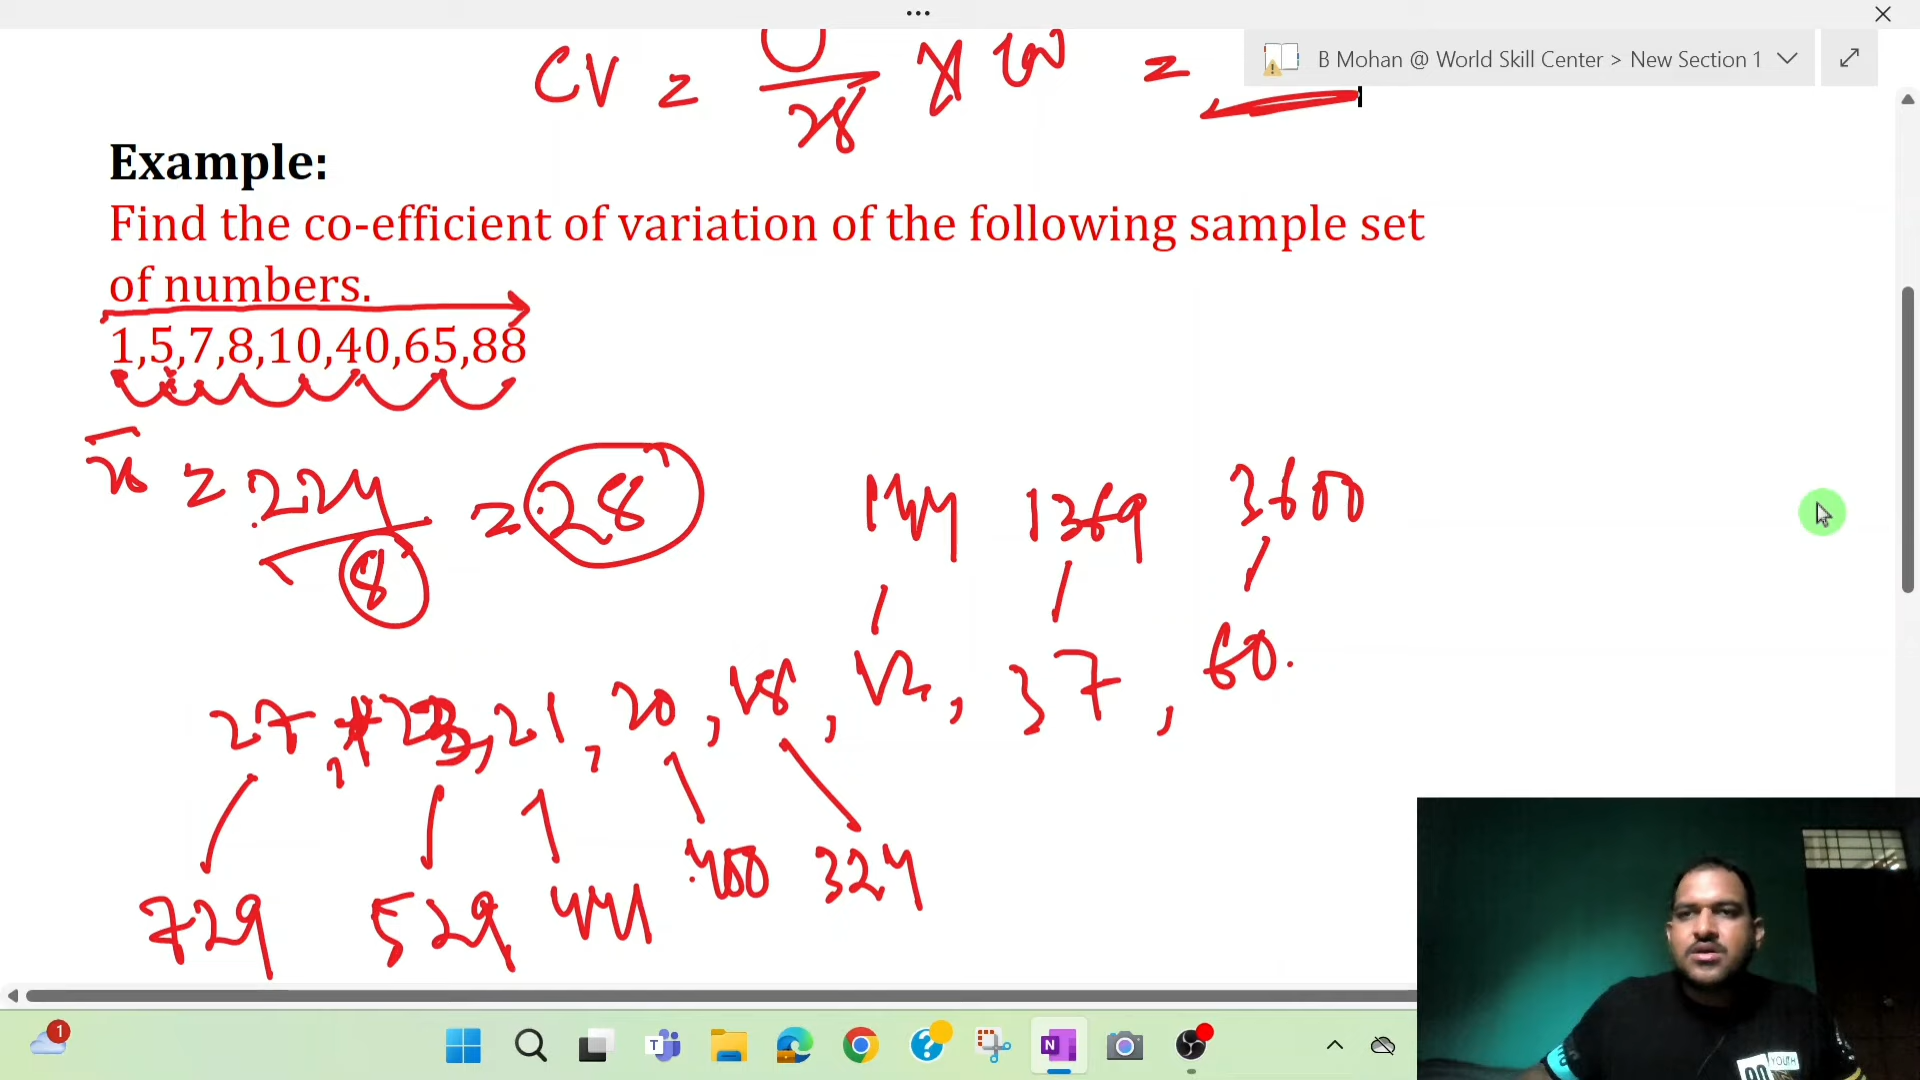 CV = 28 X 100 =
B Mohan @ World Skill Center > New Section 1
Example:
Find the co-efficient of variation of the following sample set
of numbers.
1,5,7,8,10,40,65,88
x̄ = 224 / 8 = 28
144 1369 3600
27, 23, 21, 20, 18, 12, 37, 60.
729 529 441 400 324
1